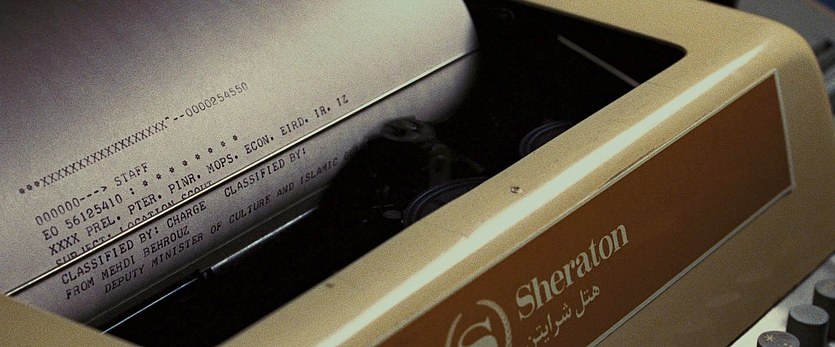 ***XXXXXXXXXXXXXXXXXX^--0000254550
000000---> STAFF
EO 56125410 : * * * * * * * *
XXXX PREL. PTER. PINR. MOPS. ECON. EIRD. IR. IZ
SUBJECT: LOCATION SCOUT
CLASSIFIED BY: CHARGE CLASSIFIED BY:
FROM MEHDI BEHROUZ
DEPUTY MINISTER OF CULTURE AND ISLAMIC
S
Sheraton
هتل شرایتن